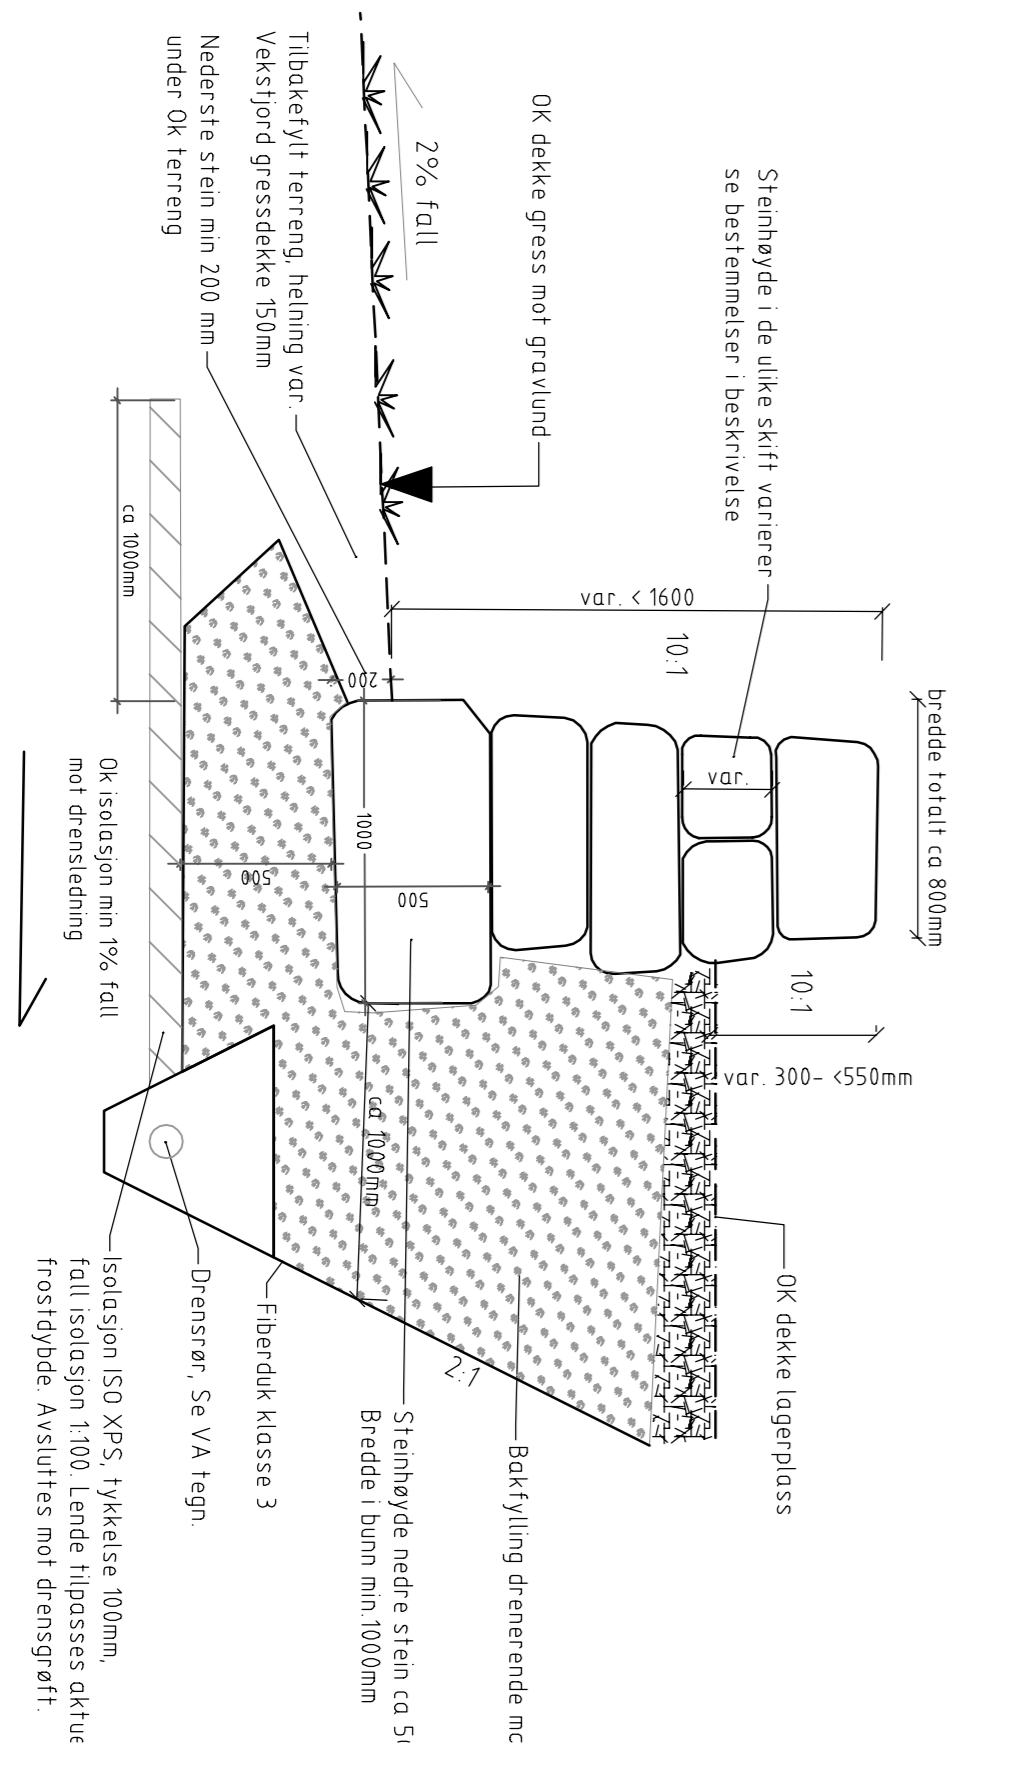 bredde totalt ca 800mm
Steinhøyde i de ulike skift varierer
se bestemmelser i beskrivelse
10:1
10:1
var. 300- <550mm
var. < 1600
var.
OK dekke gress mot gravlund
OK dekke lagerplass
2% fall
Tilbakefylt terreng, helning var.
Vekstjord gressdekke 150mm
Nederste stein min 200 mm
under Ok terreng
200
1000
500
500
ca 1000mm
2:1
Bakfylling drenerende
Steinhøyde nedre stein ca
Bredde i bunn min.1000mm
Fiberduk klasse 3
Drensrør, Se VA tegn.
ca 1000mm
Ok isolasjon min 1% fall
mot drensledning
Isolasjon ISO XPS, tykkelse 100mm,
fall isolasjon 1:100. Lende tilpasses aktue
frostdybde. Avsluttes mot drensgrøft.